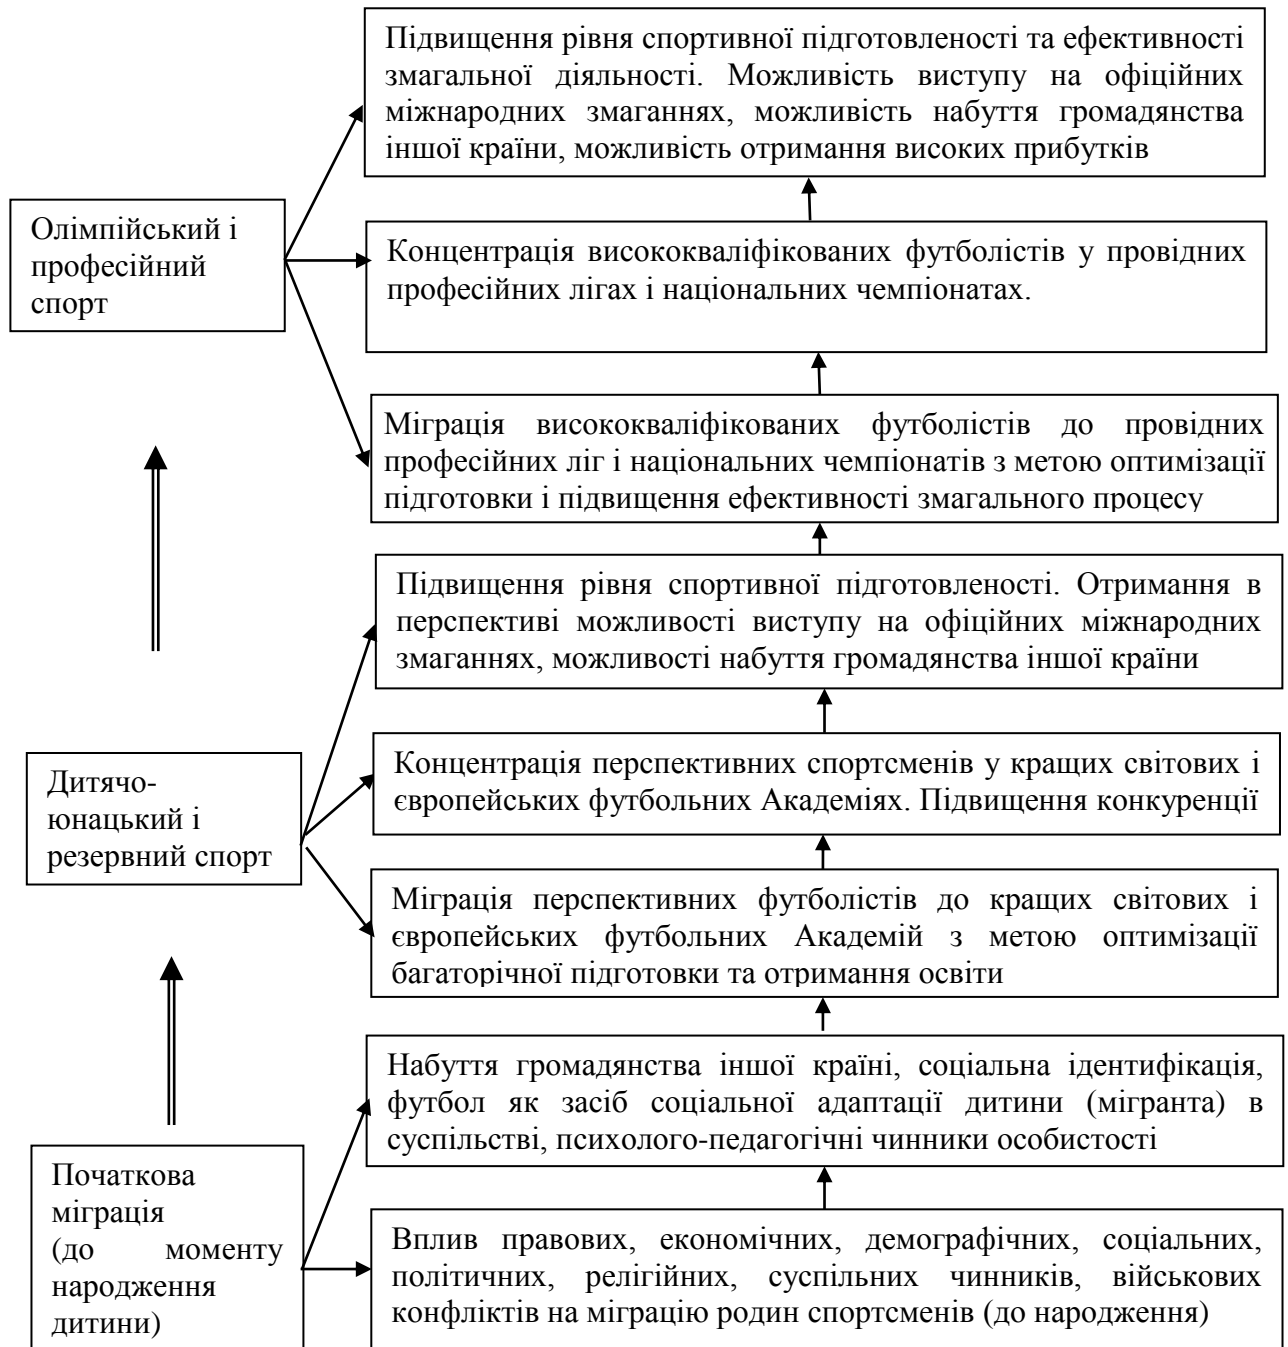 Підвищення рівня спортивної підготовленості та ефективності
змагальної діяльності. Можливість виступу на офіційних
міжнародних змаганнях, можливість набуття громадянства
іншої країни, можливість отримання високих прибутків
Олімпійський і
професійний
спорт
Концентрація висококваліфікованих футболістів у провідних
професійних лігах і національних чемпіонатах.
Міграція висококваліфікованих футболістів до провідних
професійних ліг і національних чемпіонатів з метою оптимізації
підготовки і підвищення ефективності змагального процесу
Підвищення рівня спортивної підготовленості. Отримання в
перспективі можливості виступу на офіційних міжнародних
змаганнях, можливості набуття громадянства іншої країни
Дитячо-
юнацький і
резервний спорт
Концентрація перспективних спортсменів у кращих світових і
європейських футбольних Академіях. Підвищення конкуренції
Міграція перспективних футболістів до кращих світових і
європейських футбольних Академій з метою оптимізації
багаторічної підготовки та отримання освіти
Набуття громадянства іншої країні, соціальна ідентифікація,
футбол як засіб соціальної адаптації дитини (мігранта) в
суспільстві, психолого-педагогічні чинники особистості
Початкова
міграція
(до моменту
народження
дитини)
Вплив правових, економічних, демографічних, соціальних,
політичних, релігійних, суспільних чинників, військових
конфліктів на міграцію родин спортсменів (до народження)